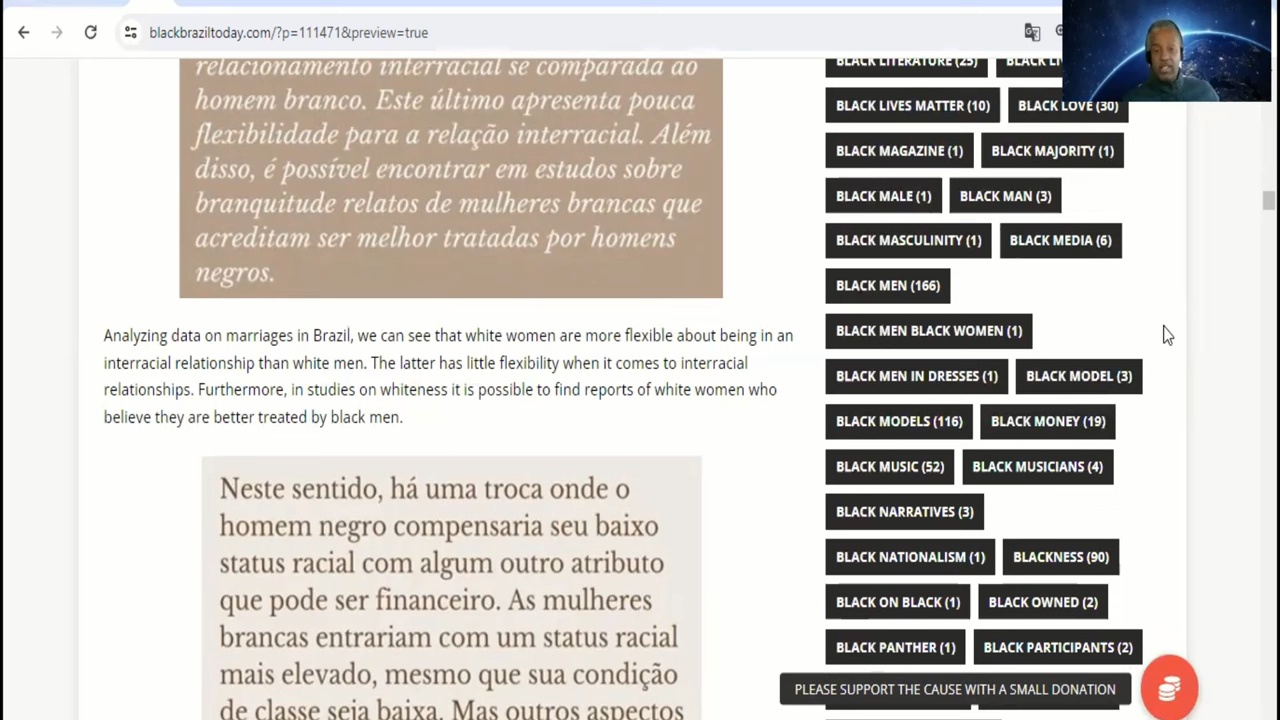 blackbraziltoday.com/?p=111471&preview=true
relacionamento interracial se comparada ao
homem branco. Este último apresenta pouca
flexibilidade para a relação interracial. Além
disso, é possível encontrar em estudos sobre
branquitude relatos de mulheres brancas que
acreditam ser melhor tratadas por homens
negros.
Analyzing data on marriages in Brazil, we can see that white women are more flexible about being in an
interracial relationship than white men. The latter has little flexibility when it comes to interracial
relationships. Furthermore, in studies on whiteness it is possible to find reports of white women who
believe they are better treated by black men.
Neste sentido, há uma troca onde o
homem negro compensaria seu baixo
status racial com algum outro atributo
que pode ser financeiro. As mulheres
brancas entrariam com um status racial
mais elevado, mesmo que sua condição
de classe seja baixa. Mas outros aspectos
BLACK LITERATURE (25) BLACK
BLACK LIVES MATTER (10) BLACK LOVE (30)
BLACK MAGAZINE (1) BLACK MAJORITY (1)
BLACK MALE (1) BLACK MAN (3)
BLACK MASCULINITY (1) BLACK MEDIA (6)
BLACK MEN (166)
BLACK MEN BLACK WOMEN (1)
BLACK MEN IN DRESSES (1) BLACK MODEL (3)
BLACK MODELS (116) BLACK MONEY (19)
BLACK MUSIC (52) BLACK MUSICIANS (4)
BLACK NARRATIVES (3)
BLACK NATIONALISM (1) BLACKNESS (90)
BLACK ON BLACK (1) BLACK OWNED (2)
BLACK PANTHER (1) BLACK PARTICIPANTS (2)
PLEASE SUPPORT THE CAUSE WITH A SMALL DONATION